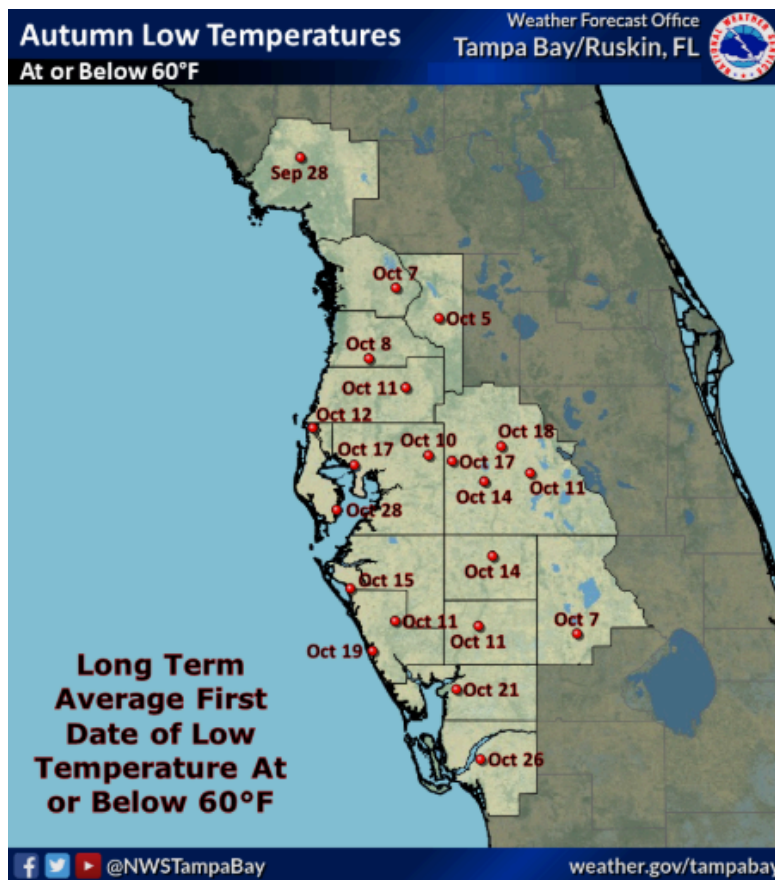 Autumn Low Temperatures
At or Below 60°F
Weather Forecast Office
Tampa Bay/Ruskin, FL
NATIONAL WEATHER SERVICE
Sep 28
Oct 7
Oct 5
Oct 8
Oct 11
Oct 12
Oct 10
Oct 18
Oct 17
Oct 17
Oct 14
Oct 11
Oct 28
Oct 14
Oct 15
Oct 11
Oct 11
Oct 7
Oct 19
Oct 21
Oct 26
Long Term
Average First
Date of Low
Temperature At
or Below 60°F
@NWSTampaBay
weather.gov/tampabay